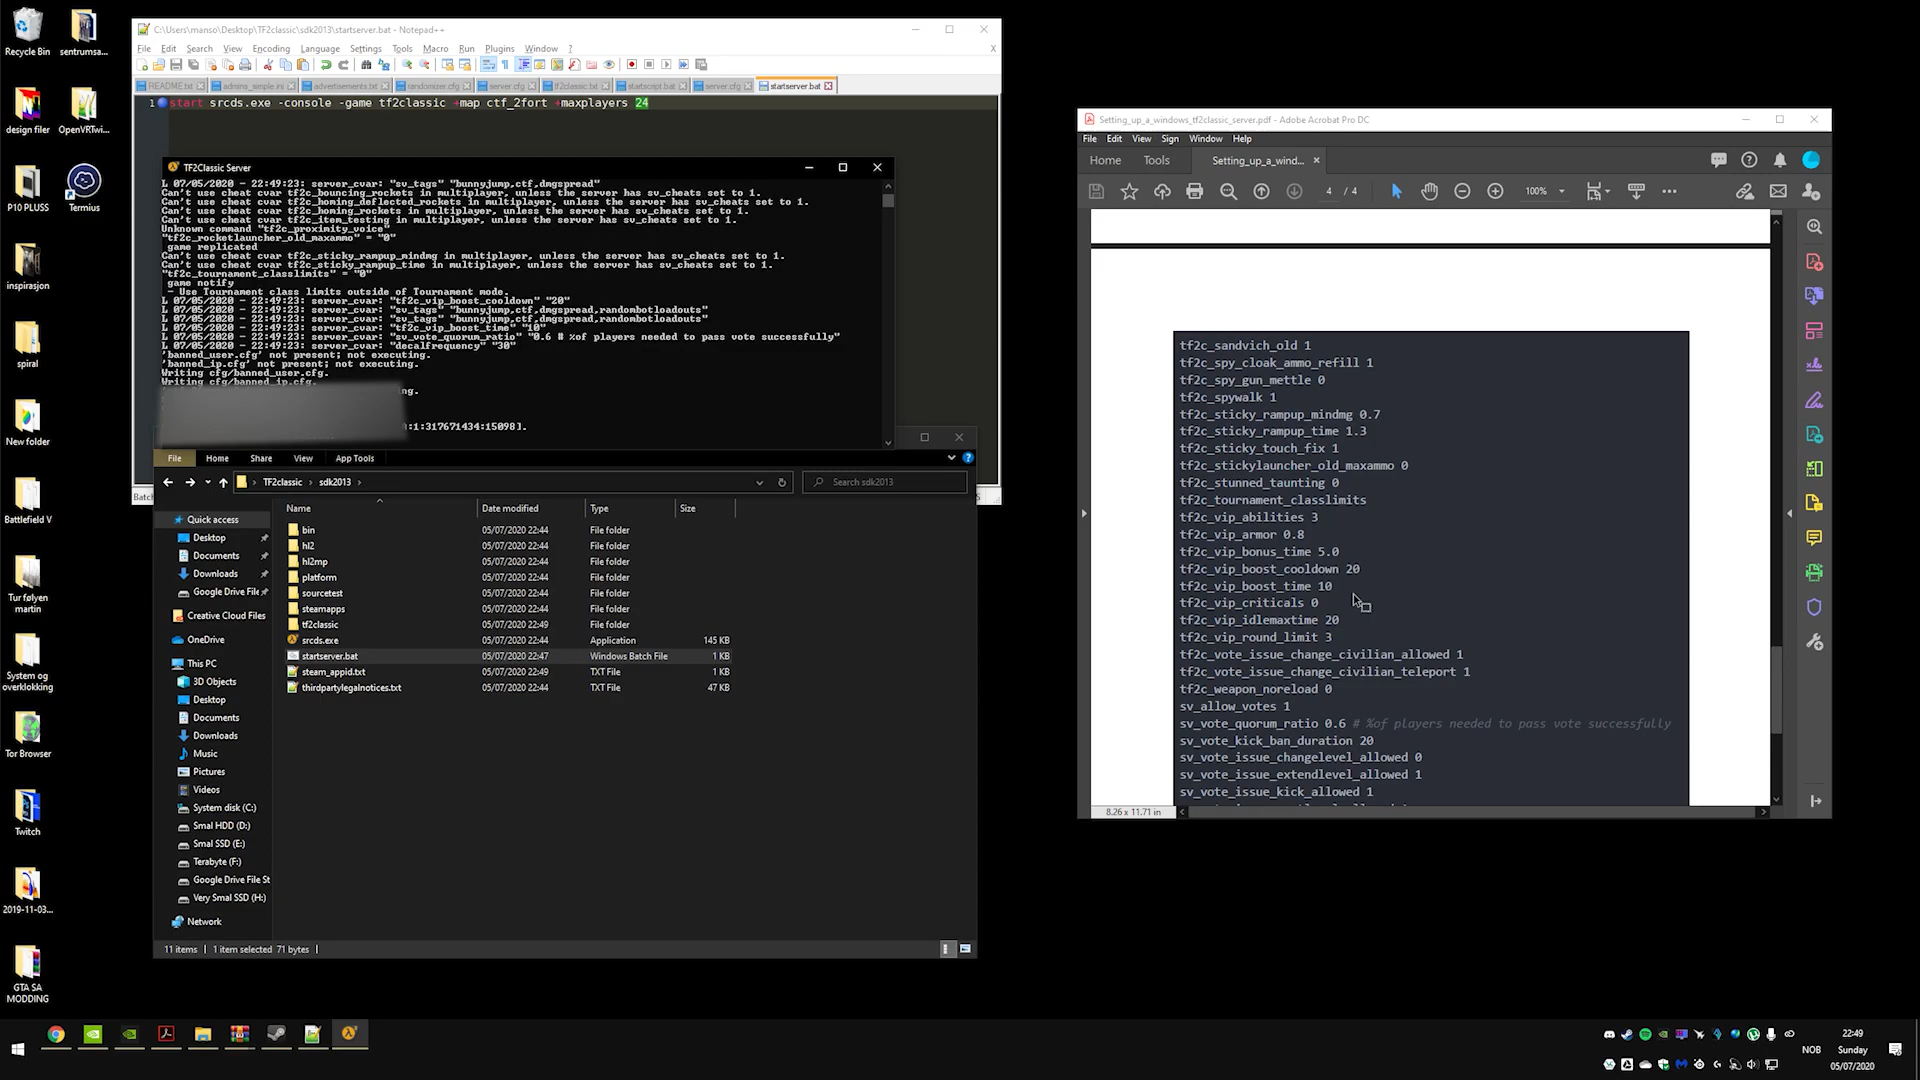 Recycle Bin
sentrumsa...
design filer
OpenVRTwi...
P10 PLUSS
Termius
inspirasjon
spiral
New folder
Battlefield V
Tur følyen
martin
System og
overklokking
Tor Browser
Twitch
2019-11-03...
GTA SA
MODDING
C:\Users\manso\Desktop\TF2classic\sdk2013\startserver.bat - Notepad++
File Edit Search View Encoding Language Settings Tools Macro Run Plugins Window ?
X
README.txt admins_simple.ini advertisements.txt randomizer.cfg server.cfg tf2classic.txt startscript.bat server.cfg startserver.bat
1 start srcds.exe -console -game tf2classic +map ctf_2fort +maxplayers 24
TF2Classic Server
L 07/05/2020 - 22:49:23: server_cvar: "sv_tags" "bunnyjump,ctf,dmgspread"
Can't use cheat cvar tf2c_bouncing_rockets in multiplayer, unless the server has sv_cheats set to 1.
Can't use cheat cvar tf2c_homing_deflected_rockets in multiplayer, unless the server has sv_cheats set to 1.
Can't use cheat cvar tf2c_homing_rockets in multiplayer, unless the server has sv_cheats set to 1.
Can't use cheat cvar tf2c_item_testing in multiplayer, unless the server has sv_cheats set to 1.
Unknown command "tf2c_proximity_voice"
"tf2c_rocketlauncher_old_maxammo" = "0"
game replicated
Can't use cheat cvar tf2c_sticky_rampup_mindmg in multiplayer, unless the server has sv_cheats set to 1.
Can't use cheat cvar tf2c_sticky_rampup_time in multiplayer, unless the server has sv_cheats set to 1.
"tf2c_tournament_classlimits" = "0"
game notify
- Use Tournament class limits outside of Tournament mode.
L 07/05/2020 - 22:49:23: server_cvar: "tf2c_vip_boost_cooldown" "20"
L 07/05/2020 - 22:49:23: server_cvar: "sv_tags" "bunnyjump,ctf,dmgspread,randombotloadouts"
L 07/05/2020 - 22:49:23: server_cvar: "sv_tags" "bunnyjump,ctf,dmgspread,randombotloadouts"
L 07/05/2020 - 22:49:23: server_cvar: "tf2c_vip_boost_time" "10"
L 07/05/2020 - 22:49:23: server_cvar: "sv_vote_quorum_ratio" "0.6 # %of players needed to pass vote successfully"
L 07/05/2020 - 22:49:23: server_cvar: "decalfrequency" "30"
'banned_user.cfg' not present; not executing.
'banned_ip.cfg' not present; not executing.
Writing cfg/banned_user.cfg.
Writing cfg/banned_ip.cfg.
ng.
:1:317671434:15098].
Batch
File Home Share View App Tools
TF2classic › sdk2013 ›
Search sdk2013
Name Date modified Type Size
Quick access
Desktop
Documents
Downloads
Google Drive File
Creative Cloud Files
OneDrive
This PC
3D Objects
Desktop
Documents
Downloads
Music
Pictures
Videos
System disk (C:)
Smal HDD (D:)
Smal SSD (E:)
Terabyte (F:)
Google Drive File St
Very Smal SSD (H:)
Network
bin 05/07/2020 22:44 File folder
hl2 05/07/2020 22:44 File folder
hl2mp 05/07/2020 22:44 File folder
platform 05/07/2020 22:44 File folder
sourcetest 05/07/2020 22:44 File folder
steamapps 05/07/2020 22:44 File folder
tf2classic 05/07/2020 22:49 File folder
srcds.exe 05/07/2020 22:44 Application 145 KB
startserver.bat 05/07/2020 22:47 Windows Batch File 1 KB
steam_appid.txt 05/07/2020 22:49 TXT File 1 KB
thirdpartylegalnotices.txt 05/07/2020 22:44 TXT File 47 KB
11 items 1 item selected 71 bytes
Setting_up_a_windows_tf2classic_server.pdf - Adobe Acrobat Pro DC
File Edit View Sign Window Help
Home Tools Setting_up_a_wind... ×
4 / 4 100%
tf2c_sandvich_old 1
tf2c_spy_cloak_ammo_refill 1
tf2c_spy_gun_mettle 0
tf2c_spywalk 1
tf2c_sticky_rampup_mindmg 0.7
tf2c_sticky_rampup_time 1.3
tf2c_sticky_touch_fix 1
tf2c_stickylauncher_old_maxammo 0
tf2c_stunned_taunting 0
tf2c_tournament_classlimits
tf2c_vip_abilities 3
tf2c_vip_armor 0.8
tf2c_vip_bonus_time 5.0
tf2c_vip_boost_cooldown 20
tf2c_vip_boost_time 10
tf2c_vip_criticals 0
tf2c_vip_idlemaxtime 20
tf2c_vip_round_limit 3
tf2c_vote_issue_change_civilian_allowed 1
tf2c_vote_issue_change_civilian_teleport 1
tf2c_weapon_noreload 0
sv_allow_votes 1
sv_vote_quorum_ratio 0.6 # %of players needed to pass vote successfully
sv_vote_kick_ban_duration 20
sv_vote_issue_changelevel_allowed 0
sv_vote_issue_extendlevel_allowed 1
sv_vote_issue_kick_allowed 1
8.26 x 11.71 in
22:49
NOB Sunday
05/07/2020